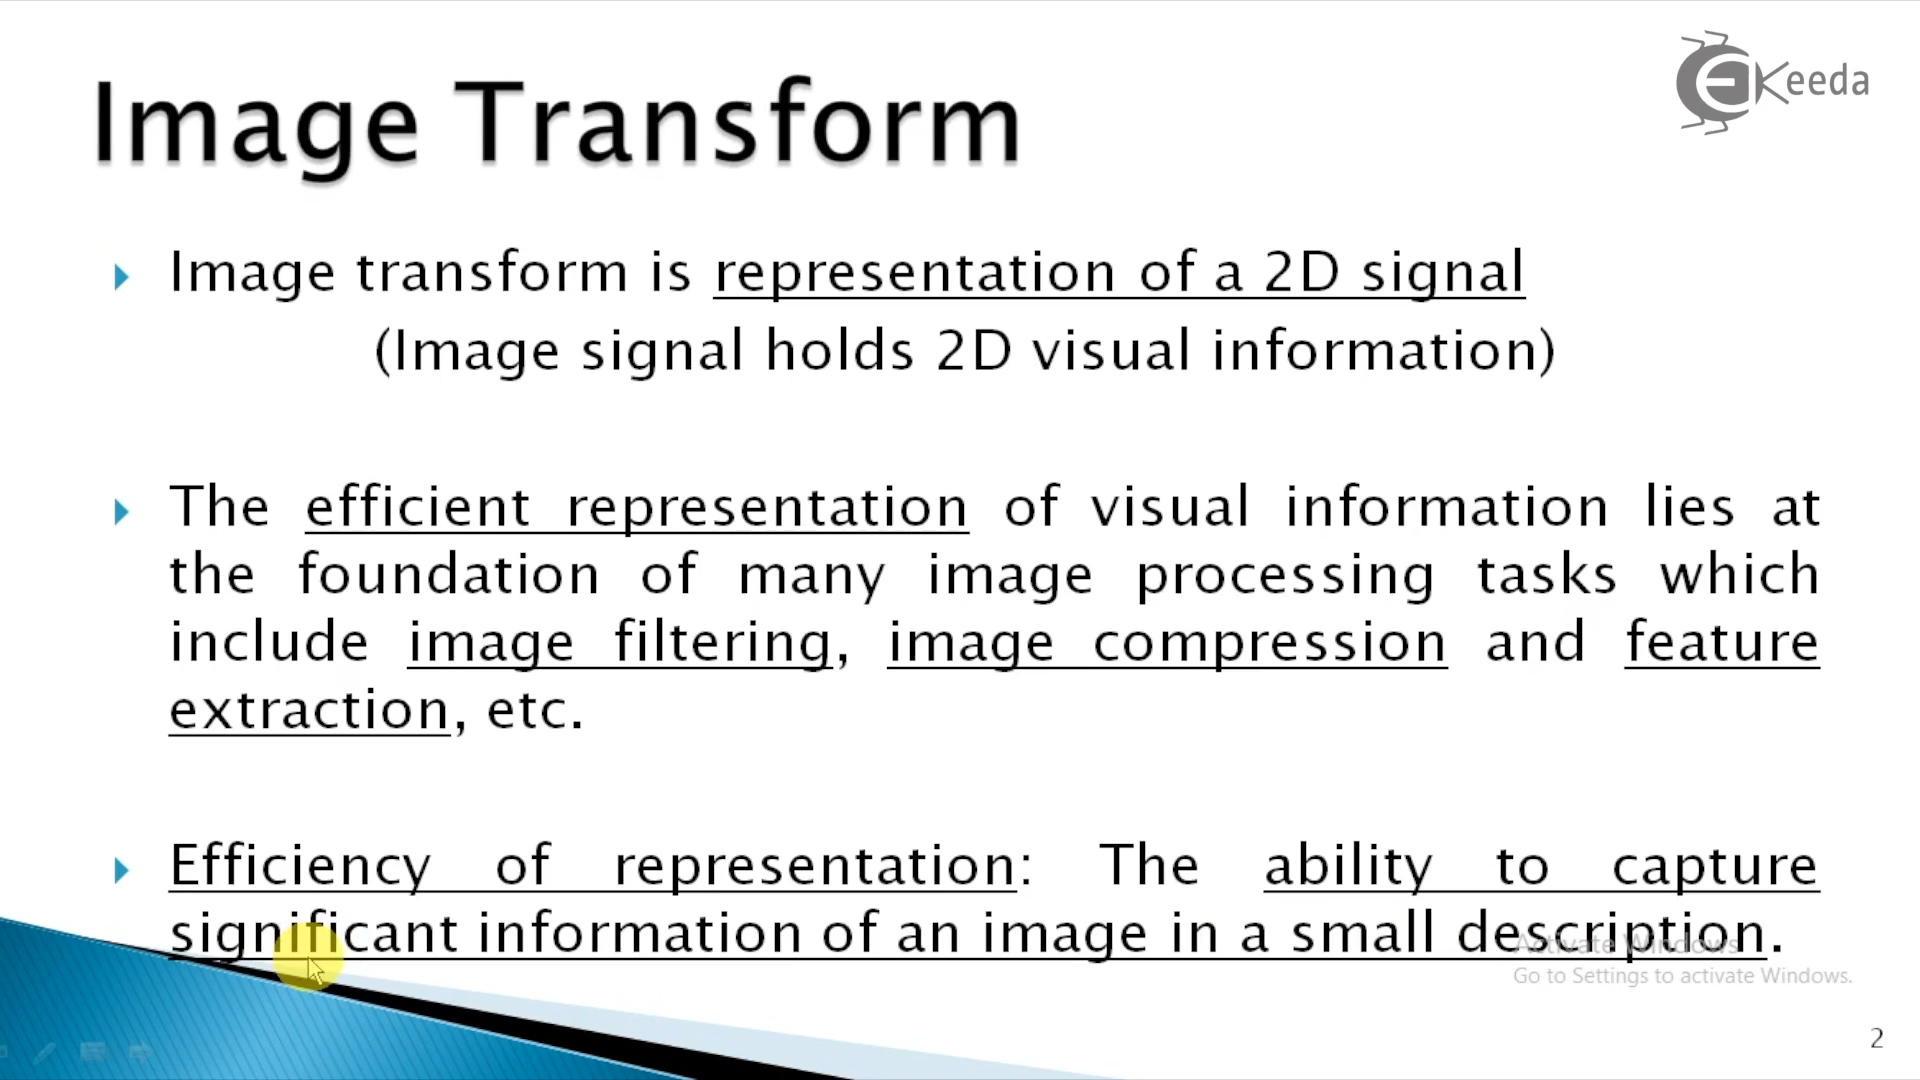 Image Transform
EKeeda
Image transform is representation of a 2D signal
(Image signal holds 2D visual information)
The efficient representation of visual information lies at
the foundation of many image processing tasks which
include image filtering, image compression and feature
extraction, etc.
Efficiency of representation: The ability to capture
significant information of an image in a small description.
Activate Windows
Go to Settings to activate Windows.
2